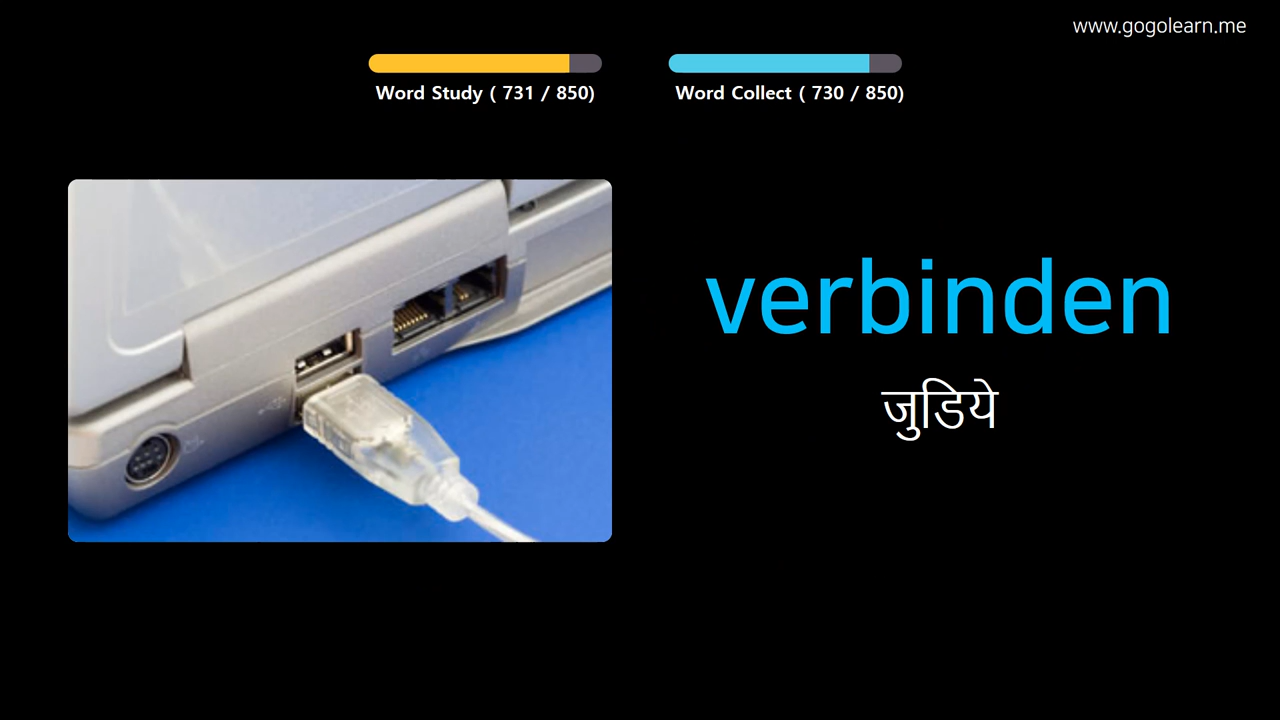 www.gogolearn.me
Word Study ( 731 / 850)
Word Collect ( 730 / 850)
verbinden
जुडिये